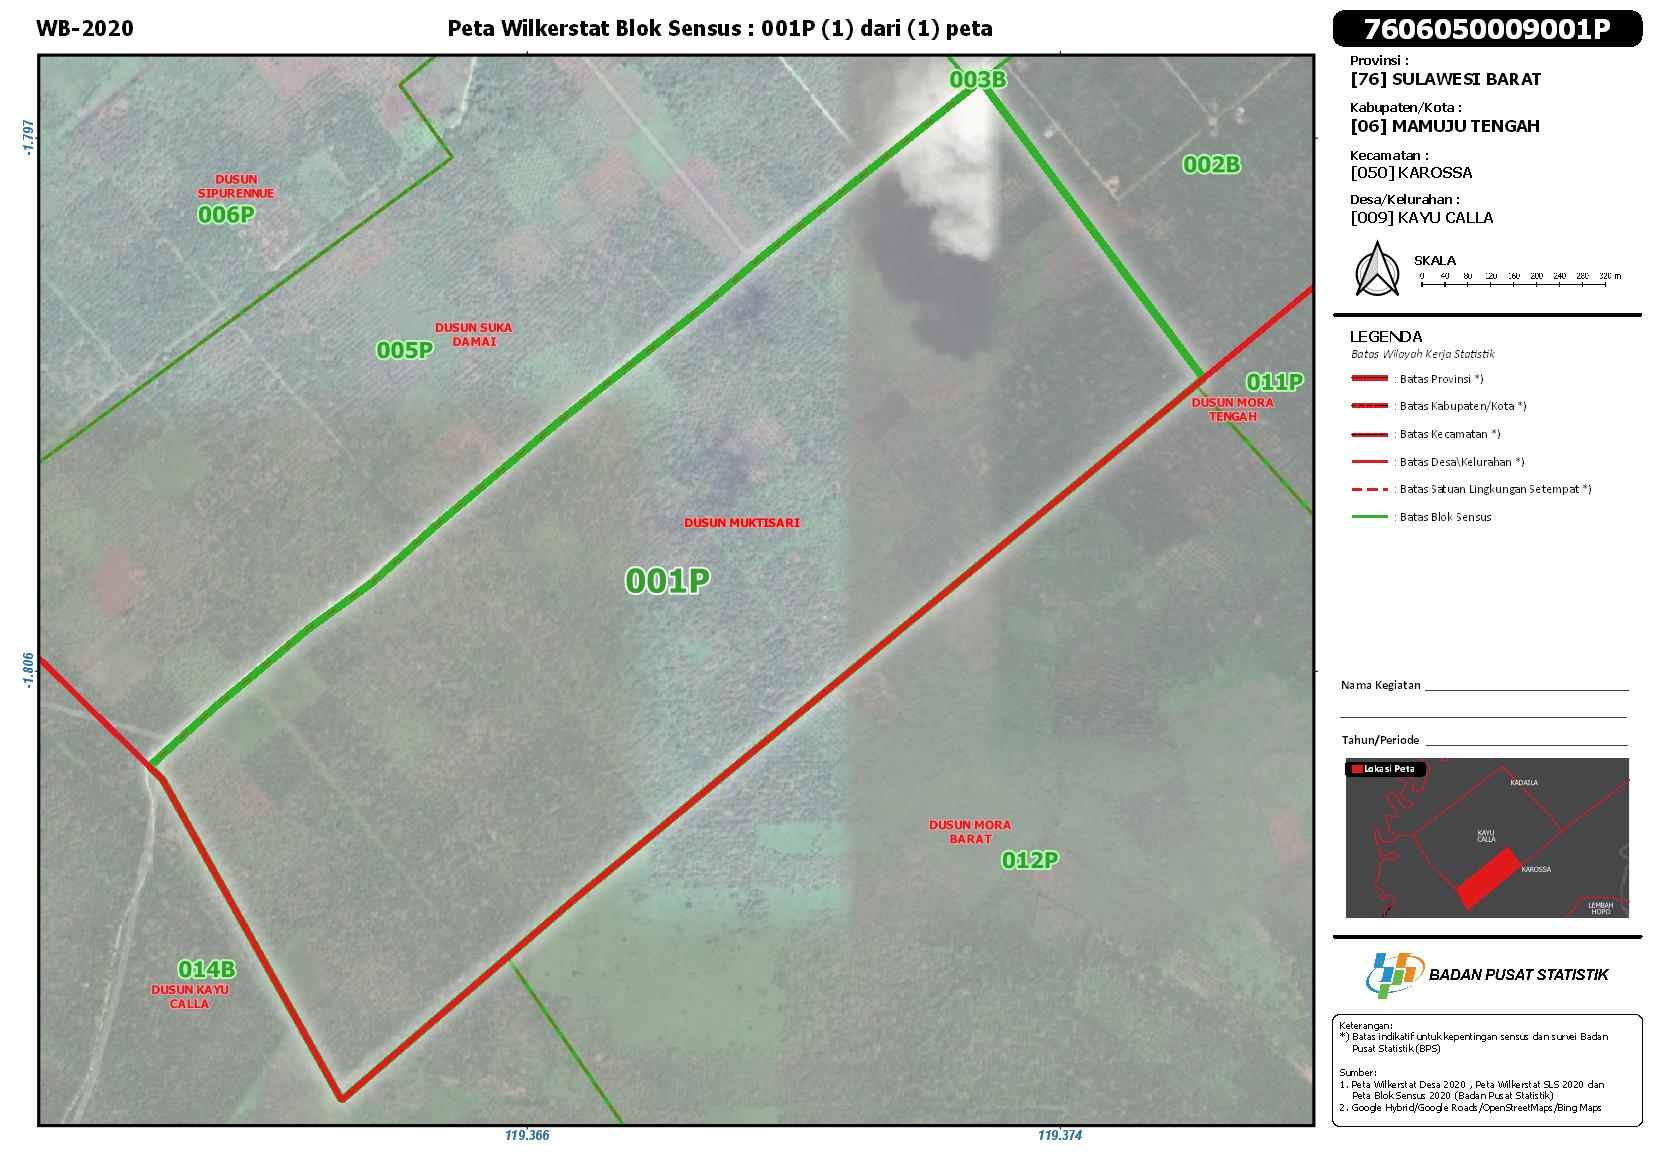 WB-2020
Peta Wilkerstat Blok Sensus : 001P (1) dari (1) peta
7606050009001P
Provinsi :
[76] SULAWESI BARAT
Kabupaten/Kota :
[06] MAMUJU TENGAH
Kecamatan :
[050] KAROSSA
Desa/Kelurahan :
[009] KAYU CALLA
SKALA
0 40 80 120 160 200 240 280 320 m
LEGENDA
Batas Wilayah Kerja Statistik
: Batas Provinsi *)
: Batas Kabupaten/Kota *)
: Batas Kecamatan *)
: Batas Desa\Kelurahan *)
: Batas Satuan Lingkungan Setempat *)
: Batas Blok Sensus
Nama Kegiatan
Tahun/Periode
Lokasi Peta
KADAILA
KAYU
CALLA
KAROSSA
LEMBAH
HOPO
BADAN PUSAT STATISTIK
Keterangan:
*) Batas indikatif untuk kepentingan sensus dan survei Badan
Pusat Statistik (BPS)
Sumber:
1. Peta Wilkerstat Desa 2020 , Peta Wilkerstat SLS 2020 dan
Peta Blok Sensus 2020 (Badan Pusat Statistik)
2. Google Hybrid/Google Roads/OpenStreetMaps/Bing Maps
003B
002B
DUSUN
SIPURENNUE
006P
DUSUN SUKA
DAMAI
005P
011P
DUSUN MORA
TENGAH
DUSUN MUKTISARI
001P
DUSUN MORA
BARAT
012P
014B
DUSUN KAYU
CALLA
-1.797
-1.806
119.366
119.374